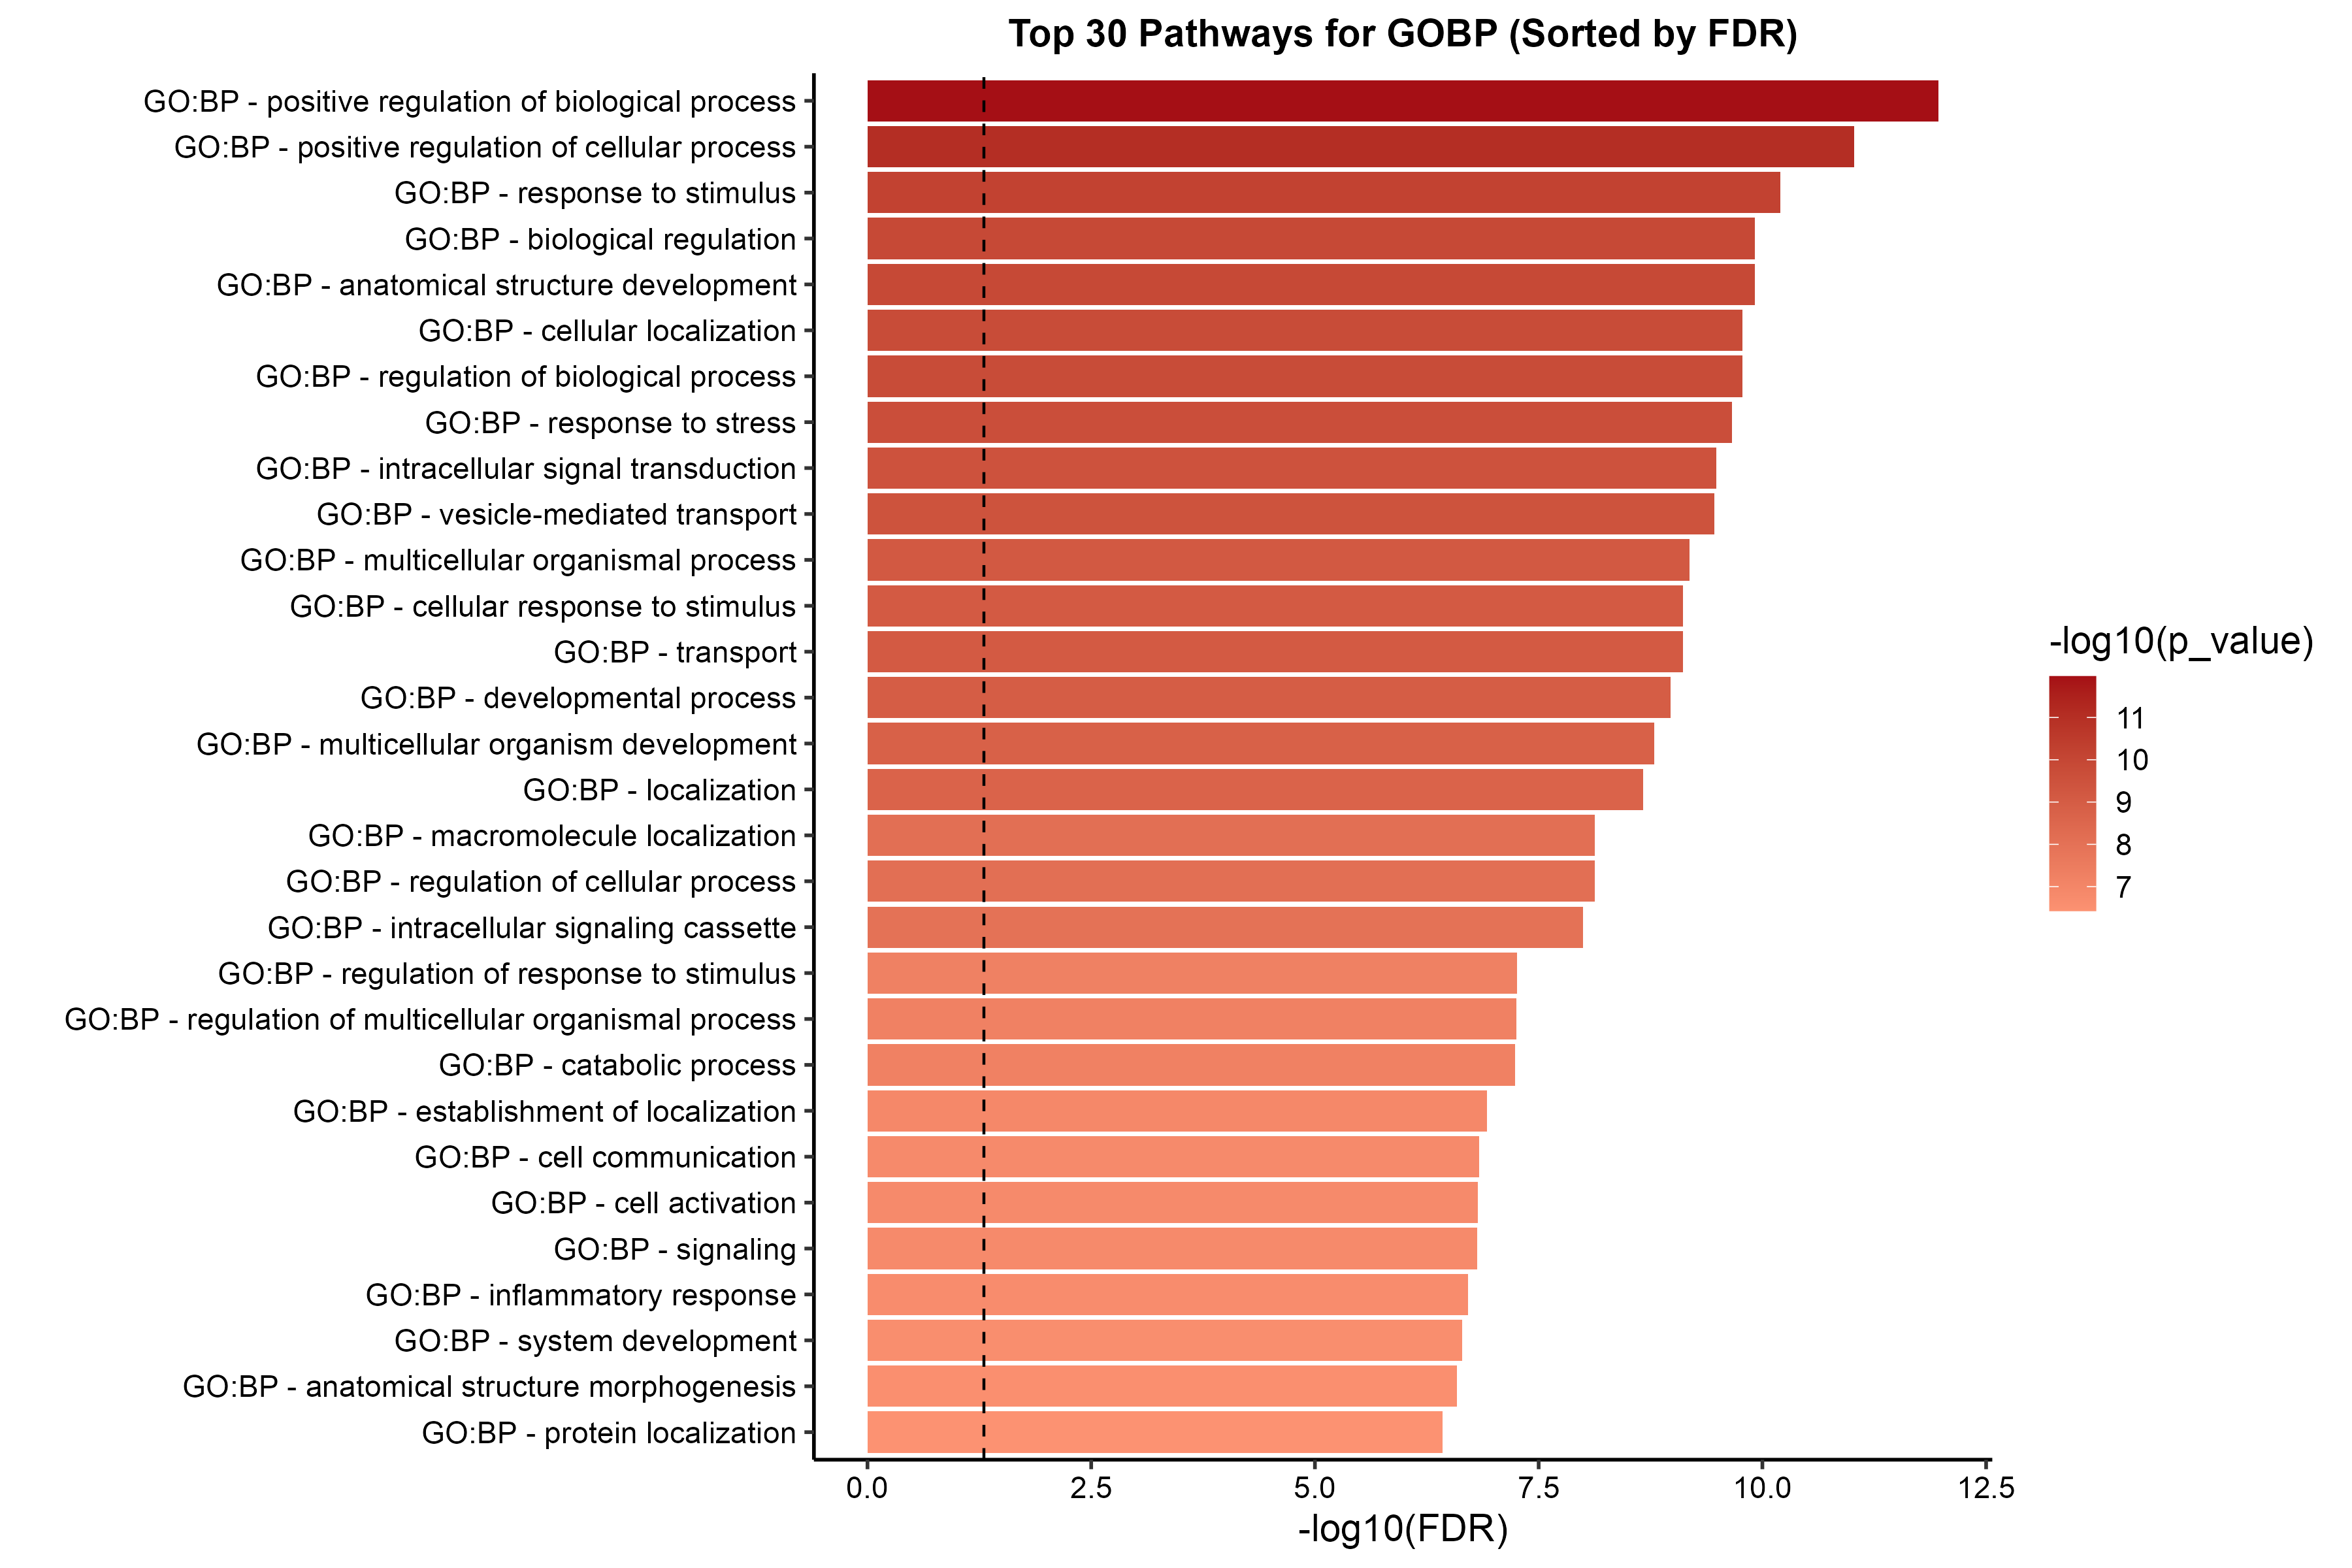 Top 30 Pathways for GOBP (Sorted by FDR)
GO:BP - positive regulation of biological process
GO:BP - positive regulation of cellular process
GO:BP - response to stimulus
GO:BP - biological regulation
GO:BP - anatomical structure development
GO:BP - cellular localization
GO:BP - regulation of biological process
GO:BP - response to stress
GO:BP - intracellular signal transduction
GO:BP - vesicle-mediated transport
GO:BP - multicellular organismal process
GO:BP - cellular response to stimulus
GO:BP - transport
GO:BP - developmental process
GO:BP - multicellular organism development
GO:BP - localization
GO:BP - macromolecule localization
GO:BP - regulation of cellular process
GO:BP - intracellular signaling cassette
GO:BP - regulation of response to stimulus
GO:BP - regulation of multicellular organismal process
GO:BP - catabolic process
GO:BP - establishment of localization
GO:BP - cell communication
GO:BP - cell activation
GO:BP - signaling
GO:BP - inflammatory response
GO:BP - system development
GO:BP - anatomical structure morphogenesis
GO:BP - protein localization
0.0 2.5 5.0 7.5 10.0 12.5
-log10(FDR)
-log10(p_value)
11
10
9
8
7